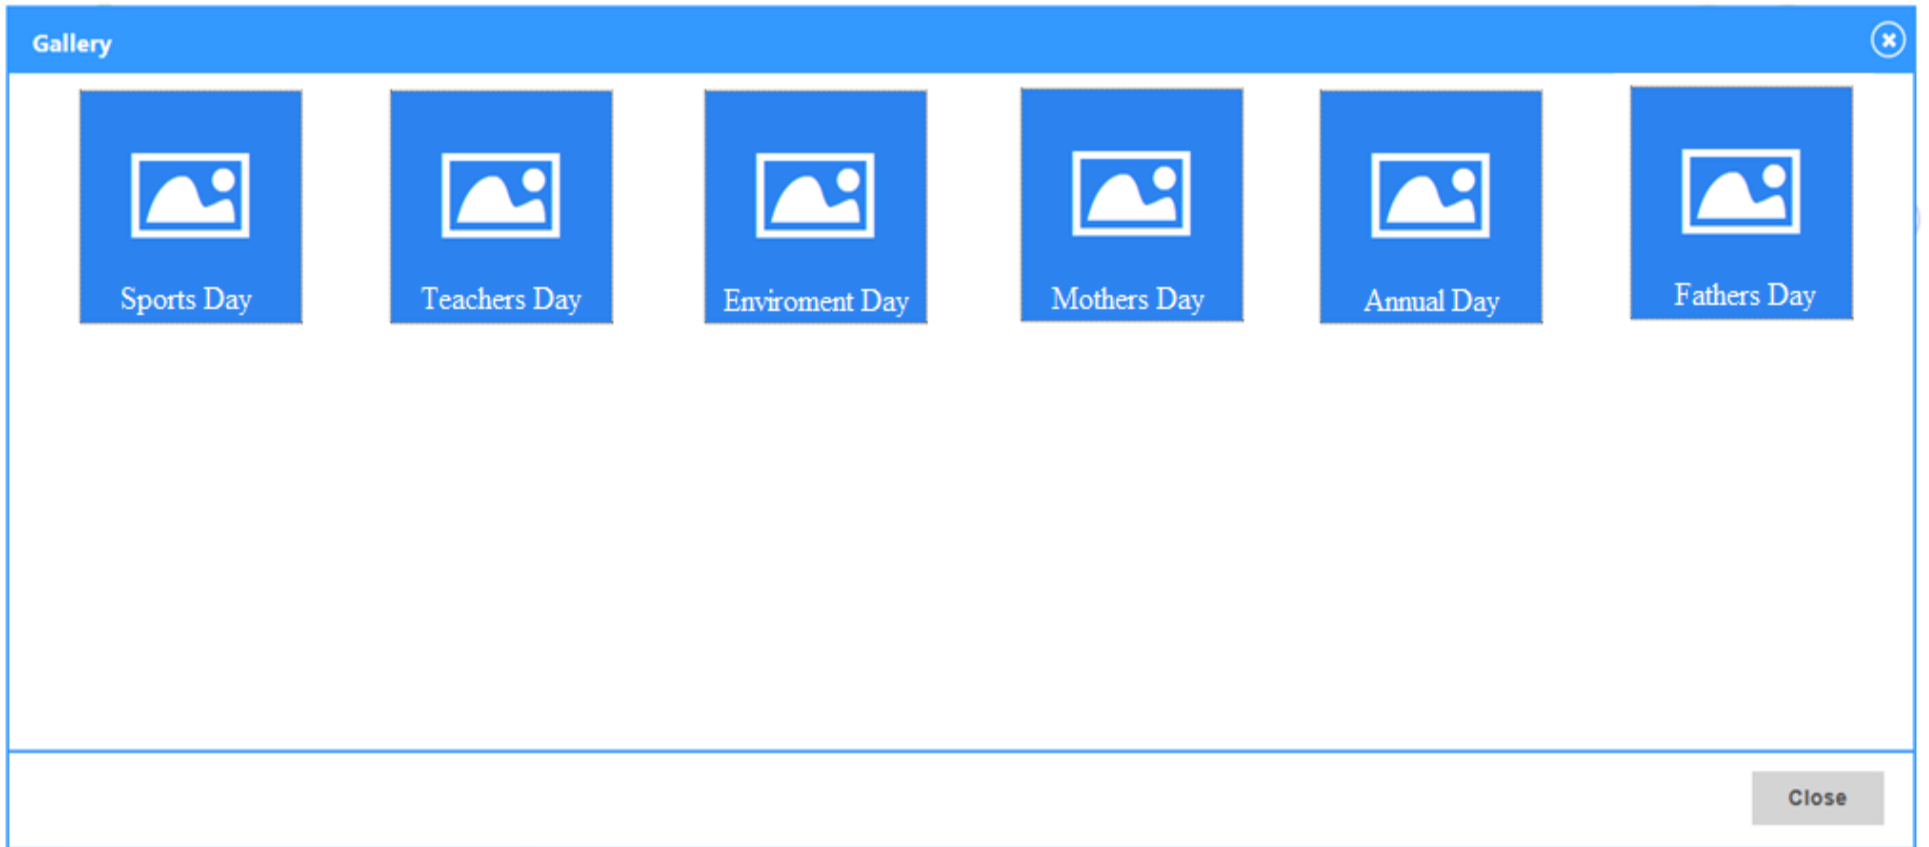 Gallery
Sports Day
Teachers Day
Enviroment Day
Mothers Day
Annual Day
Fathers Day
Close